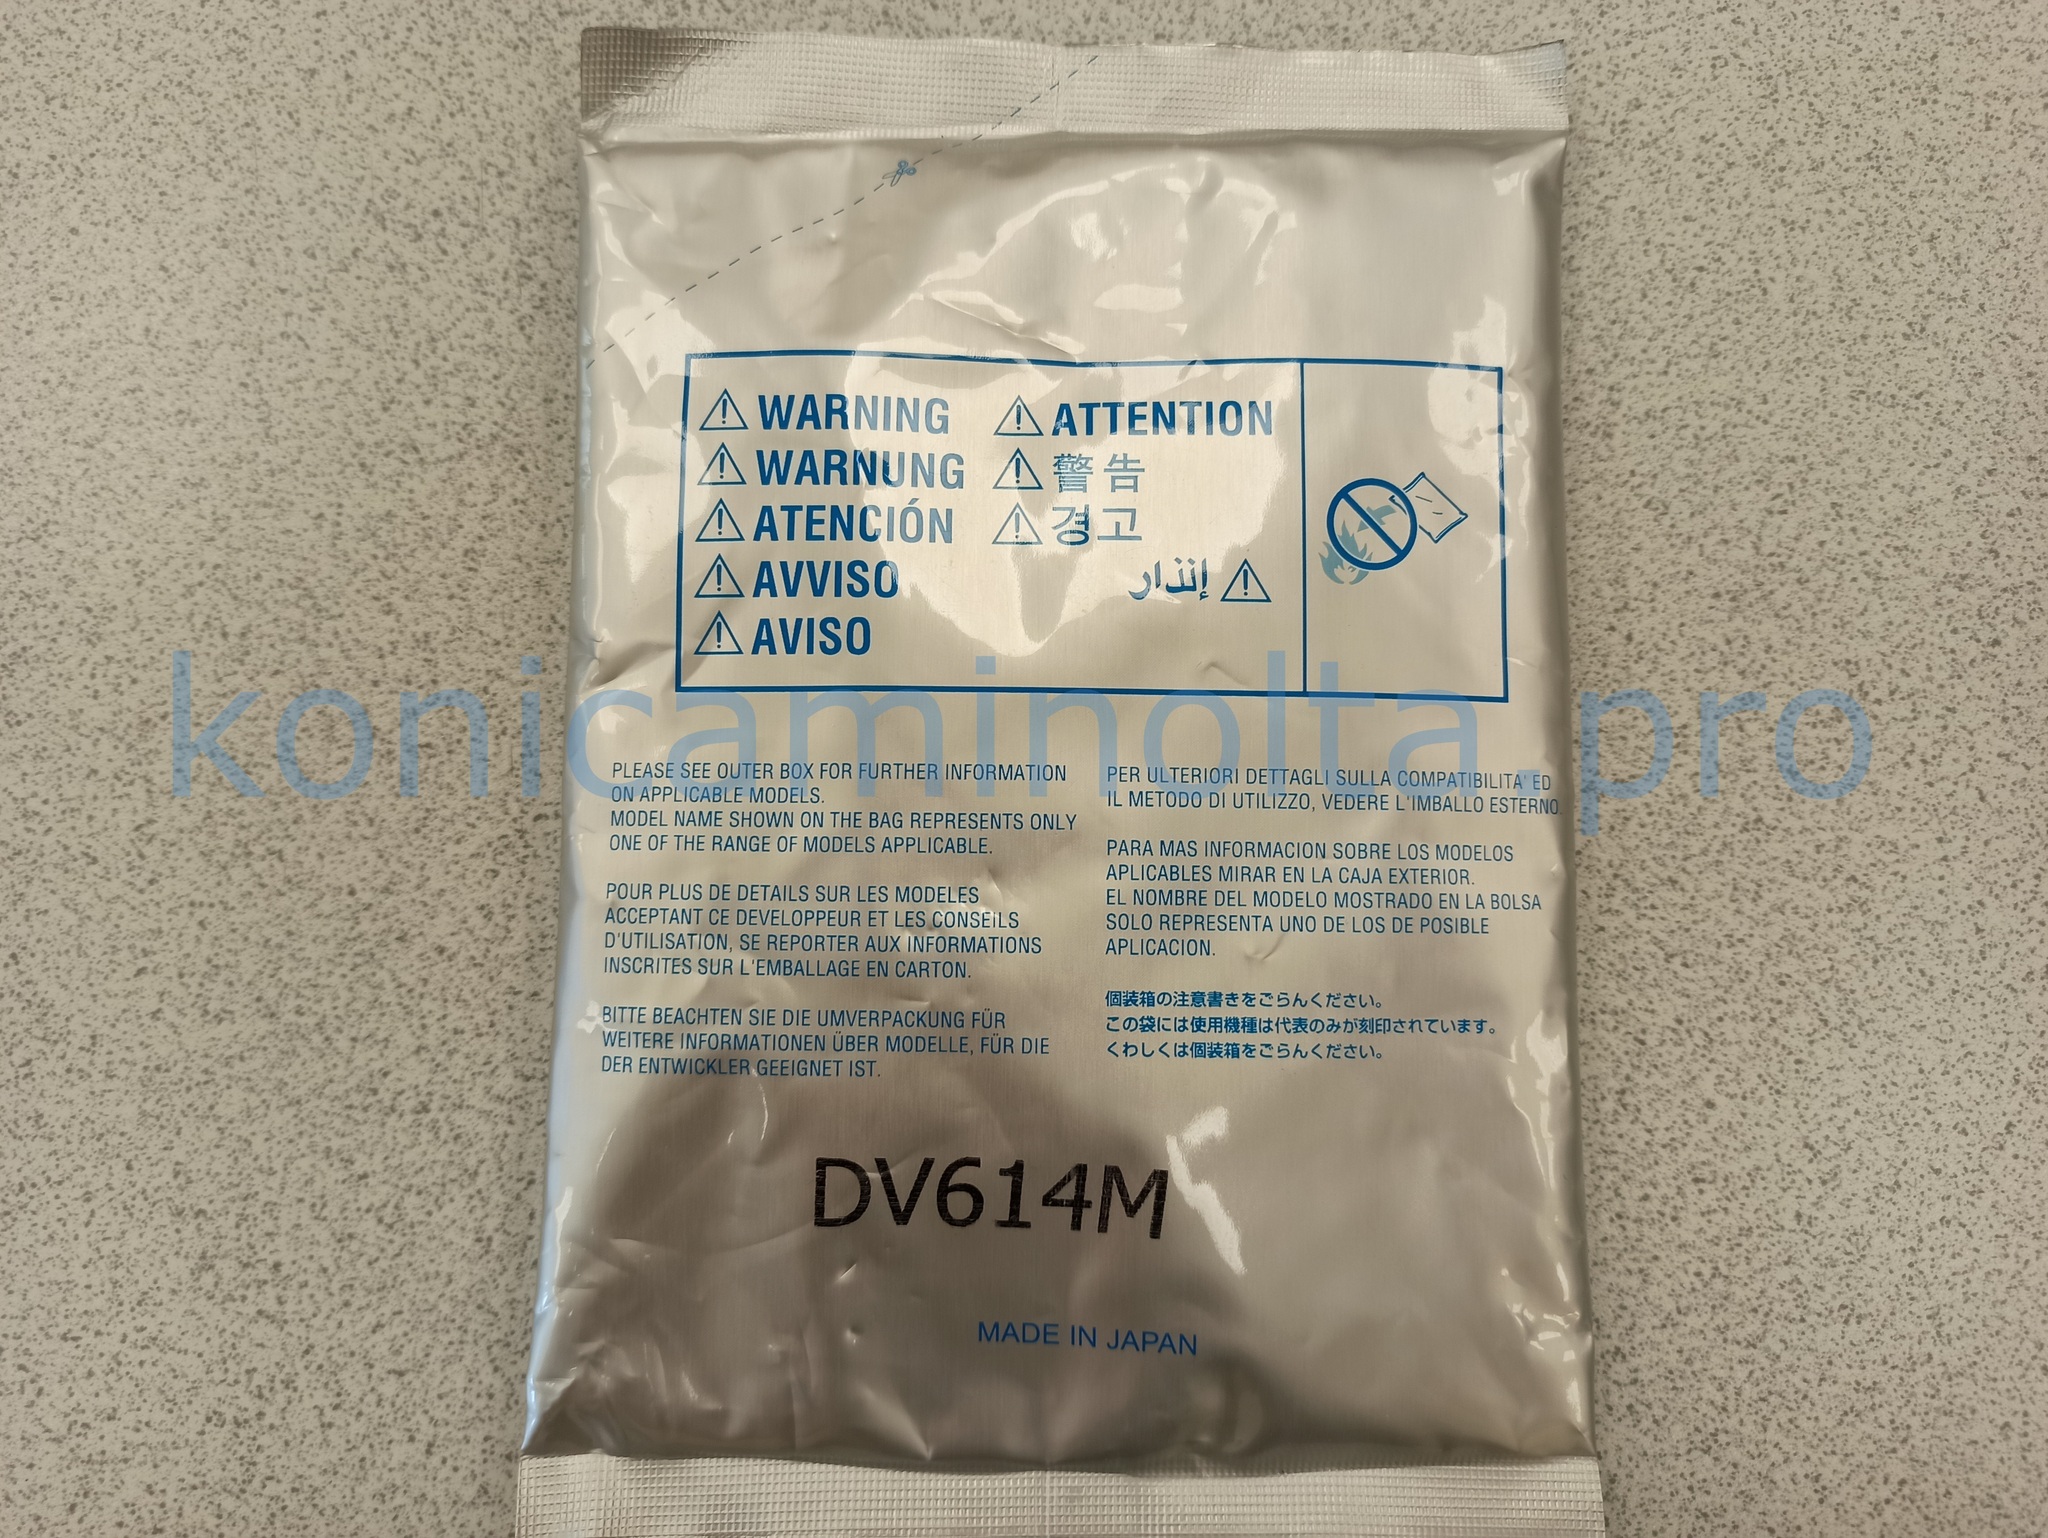 WARNING
WARNUNG
ATENCIÓN
AVVISO
AVISO
ATTENTION
警告
경고
إنذار
konicaminolta.pro
PLEASE SEE OUTER BOX FOR FURTHER INFORMATION
ON APPLICABLE MODELS.
MODEL NAME SHOWN ON THE BAG REPRESENTS ONLY
ONE OF THE RANGE OF MODELS APPLICABLE.
POUR PLUS DE DETAILS SUR LES MODELES
ACCEPTANT CE DEVELOPPEUR ET LES CONSEILS
D'UTILISATION, SE REPORTER AUX INFORMATIONS
INSCRITES SUR L'EMBALLAGE EN CARTON.
BITTE BEACHTEN SIE DIE UMVERPACKUNG FÜR
WEITERE INFORMATIONEN ÜBER MODELLE, FÜR DIE
DER ENTWICKLER GEEIGNET IST.
PER ULTERIORI DETTAGLI SULLA COMPATIBILITA' ED
IL METODO DI UTILIZZO, VEDERE L'IMBALLO ESTERNO.
PARA MAS INFORMACION SOBRE LOS MODELOS
APLICABLES MIRAR EN LA CAJA EXTERIOR.
EL NOMBRE DEL MODELO MOSTRADO EN LA BOLSA
SOLO REPRESENTA UNO DE LOS DE POSIBLE
APLICACION.
個装箱の注意書きをごらんください。
この袋には使用機種は代表のみが刻印されています。
くわしくは個装箱をごらんください。
DV614M
MADE IN JAPAN